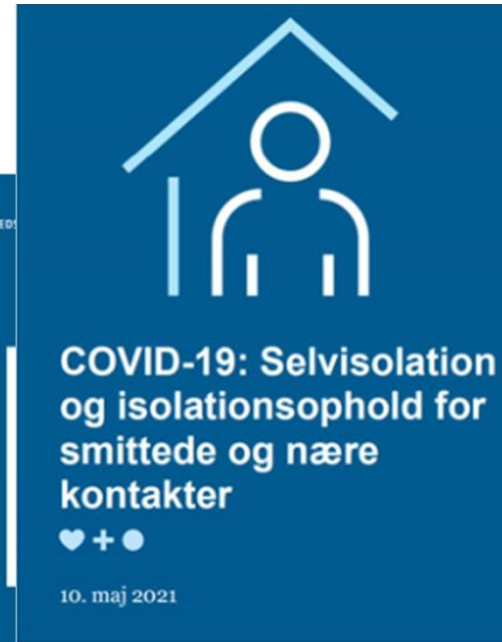 COVID-19: Selvisolation
og isolationsophold for
smittede og nære
kontakter
10. maj 2021